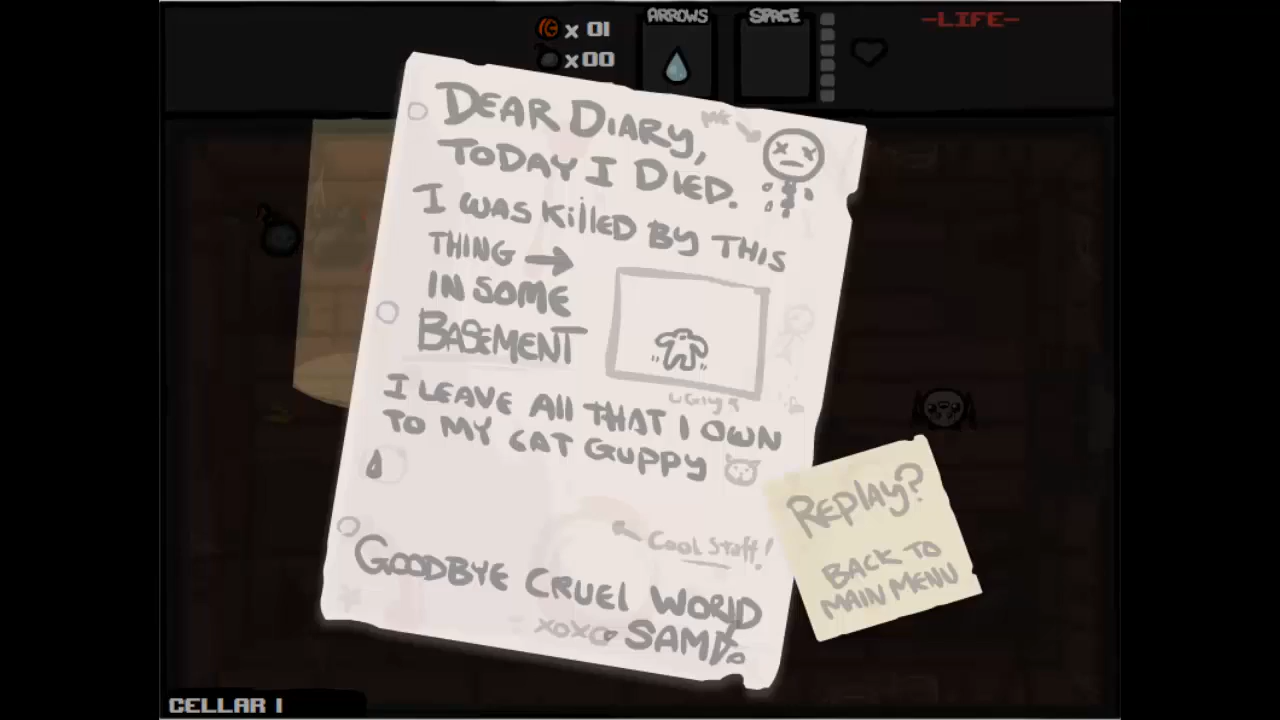 x 01
x00
ARROWS
SPACE
-LIFE-
DEAR DIARY,
ME
TODAY I DIED.
I WAS KILLED BY THIS
THING
IN SOME
BASEMENT
UGLY
I LEAVE ALL THAT I OWN
TO MY CAT GUPPY
COOL STUFF!
GOODBYE CRUEL WORLD
XOXO SAM
REPLAY?
BACK TO
MAIN MENU
CELLAR I